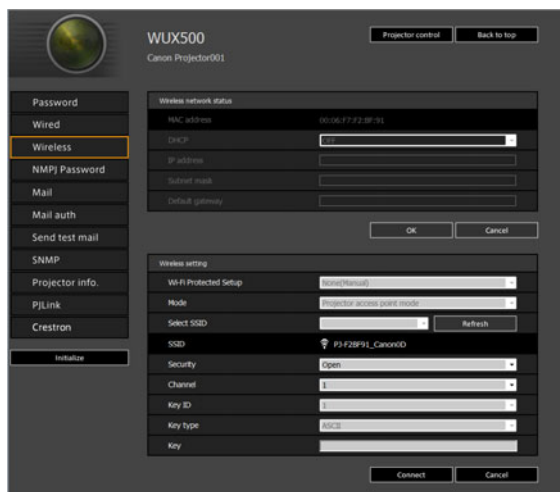 WUX500
Canon Projector001
Projector control
Back to top
Password
Wired
Wireless
NMPJ Password
Mail
Mail auth
Send test mail
SNMP
Projector info.
PJLink
Crestron
Initialize
Wireless network status
MAC address 00:06:F7:F2:BF:91
DHCP OFF
IP address
Subnet mask
Default gateway
OK Cancel
Wireless setting
Wi-Fi Protected Setup None(Manual)
Mode Projector access point mode
Select SSID Refresh
SSID PJ-F2BF91_Canon0D
Security Open
Channel 1
Key ID 1
Key type ASCII
Key
Connect Cancel